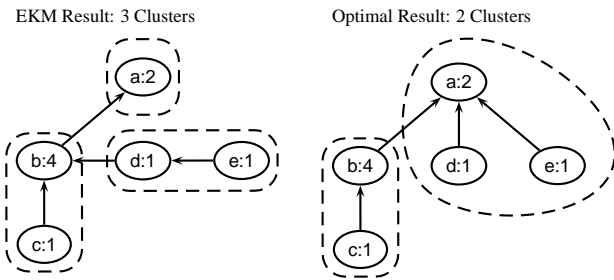 EKM Result: 3 Clusters
Optimal Result: 2 Clusters
a:2
a:2
b:4
d:1
e:1
b:4
d:1
e:1
c:1
c:1